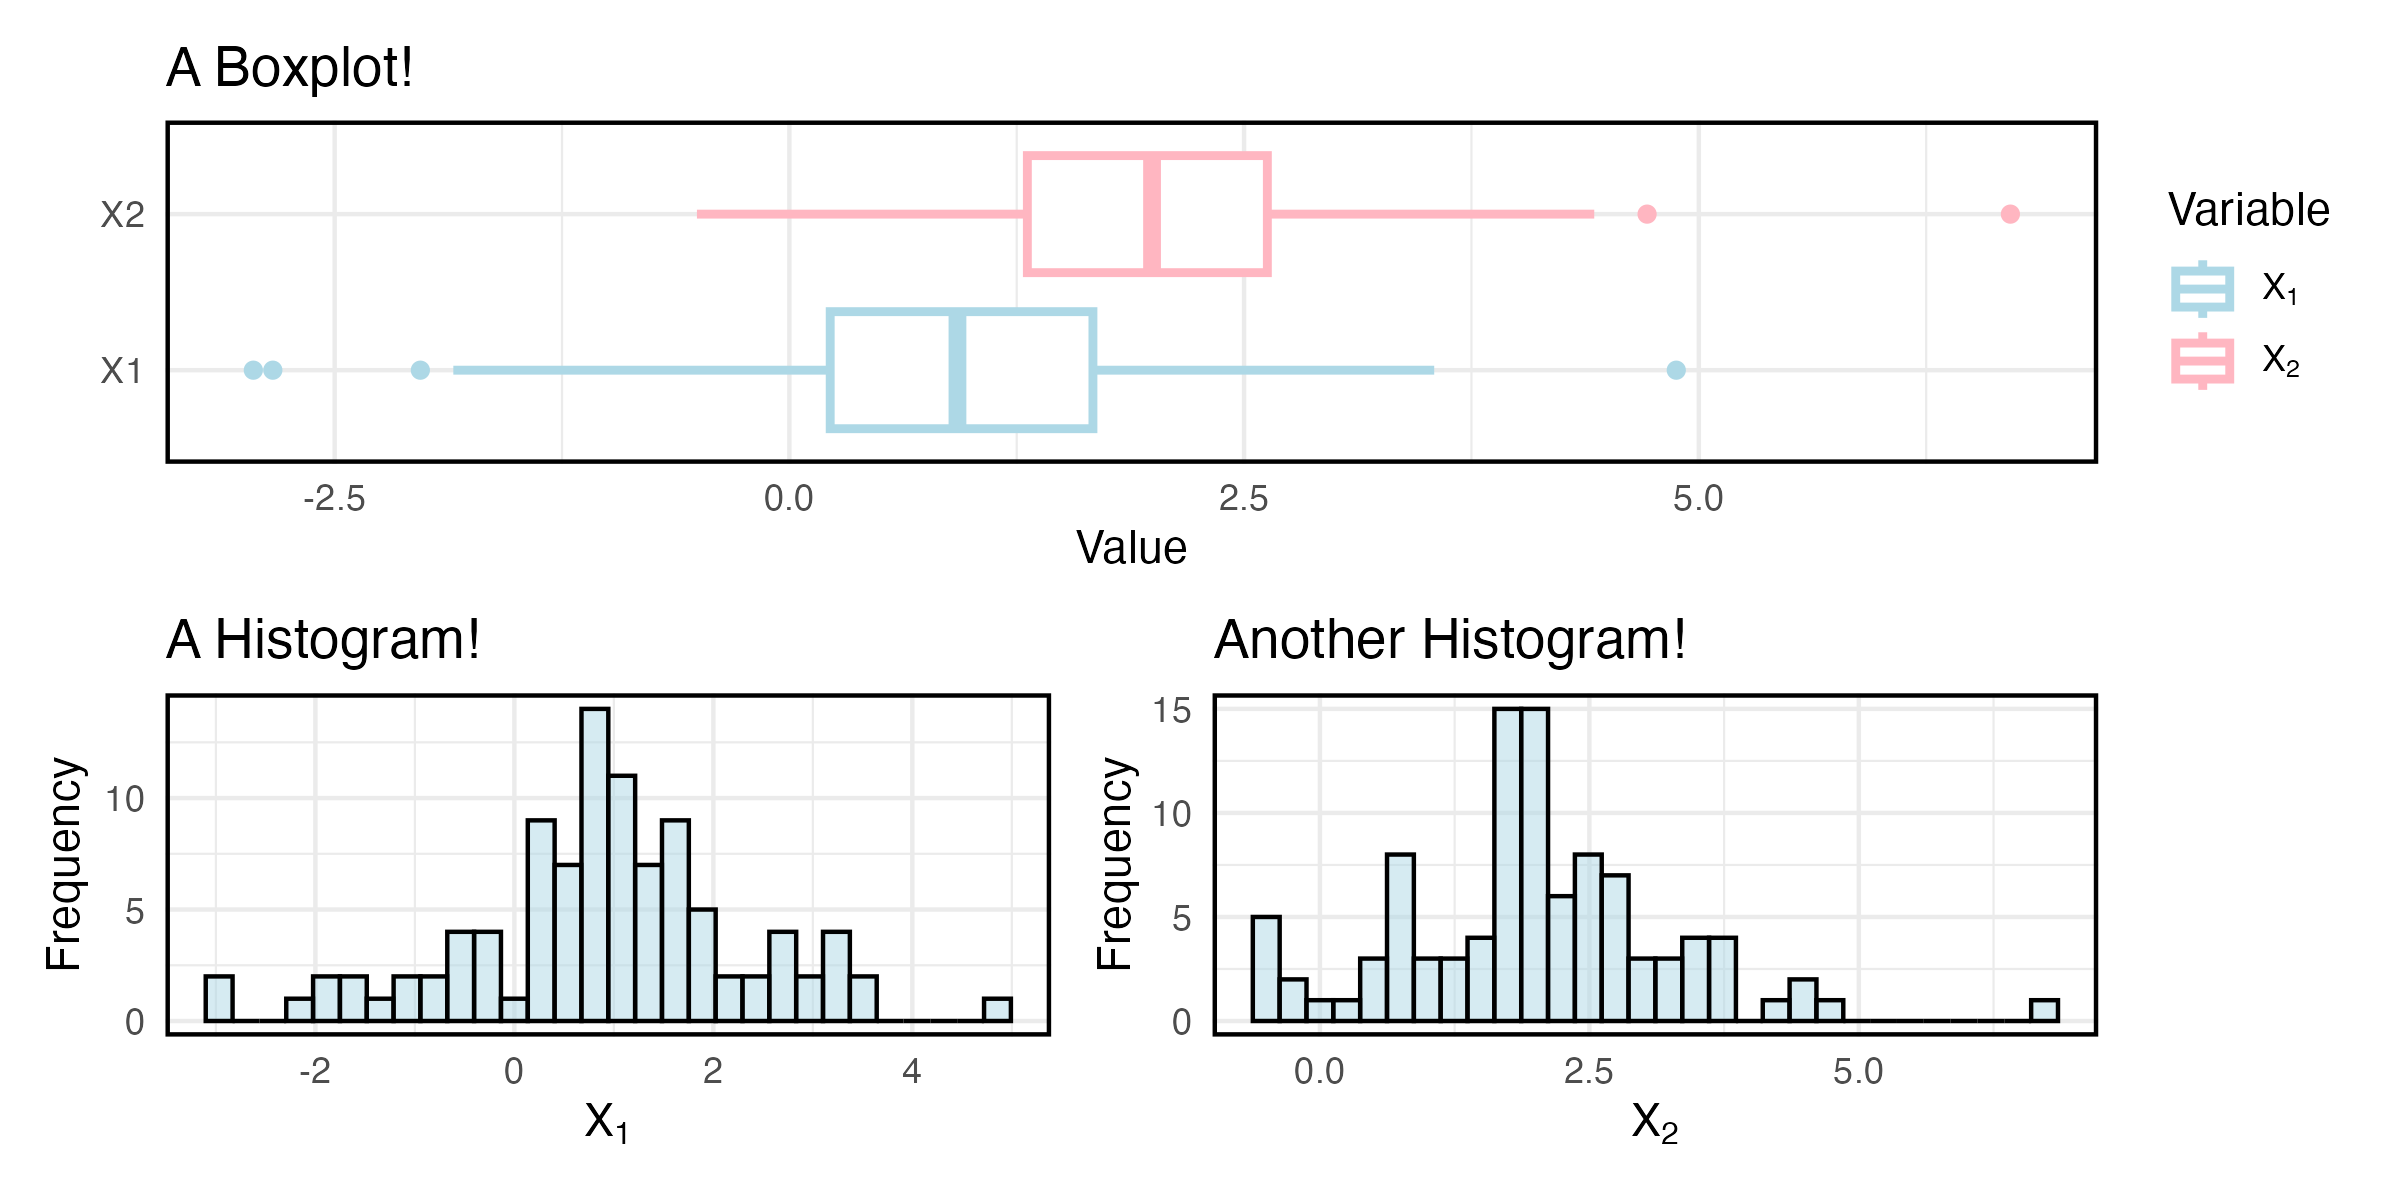 A Boxplot!
X2
X1
-2.5 0.0 2.5 5.0
Value
Variable
X₁
X₂
A Histogram!
Frequency
10
5
0
-2 0 2 4
X₁
Another Histogram!
Frequency
15
10
5
0
0.0 2.5 5.0
X₂